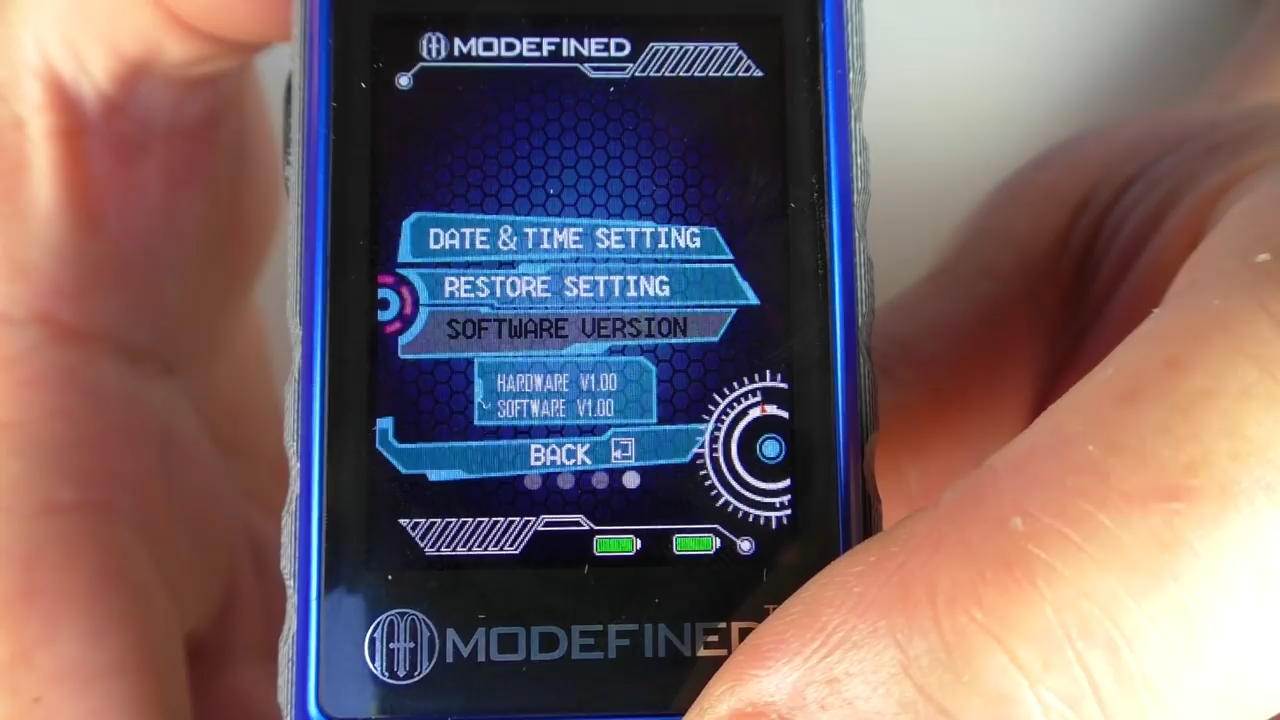 MODEFINED
DATE & TIME SETTING
RESTORE SETTING
SOFTWARE VERSION
HARDWARE V1.00
SOFTWARE V1.00
BACK
MODEFINED